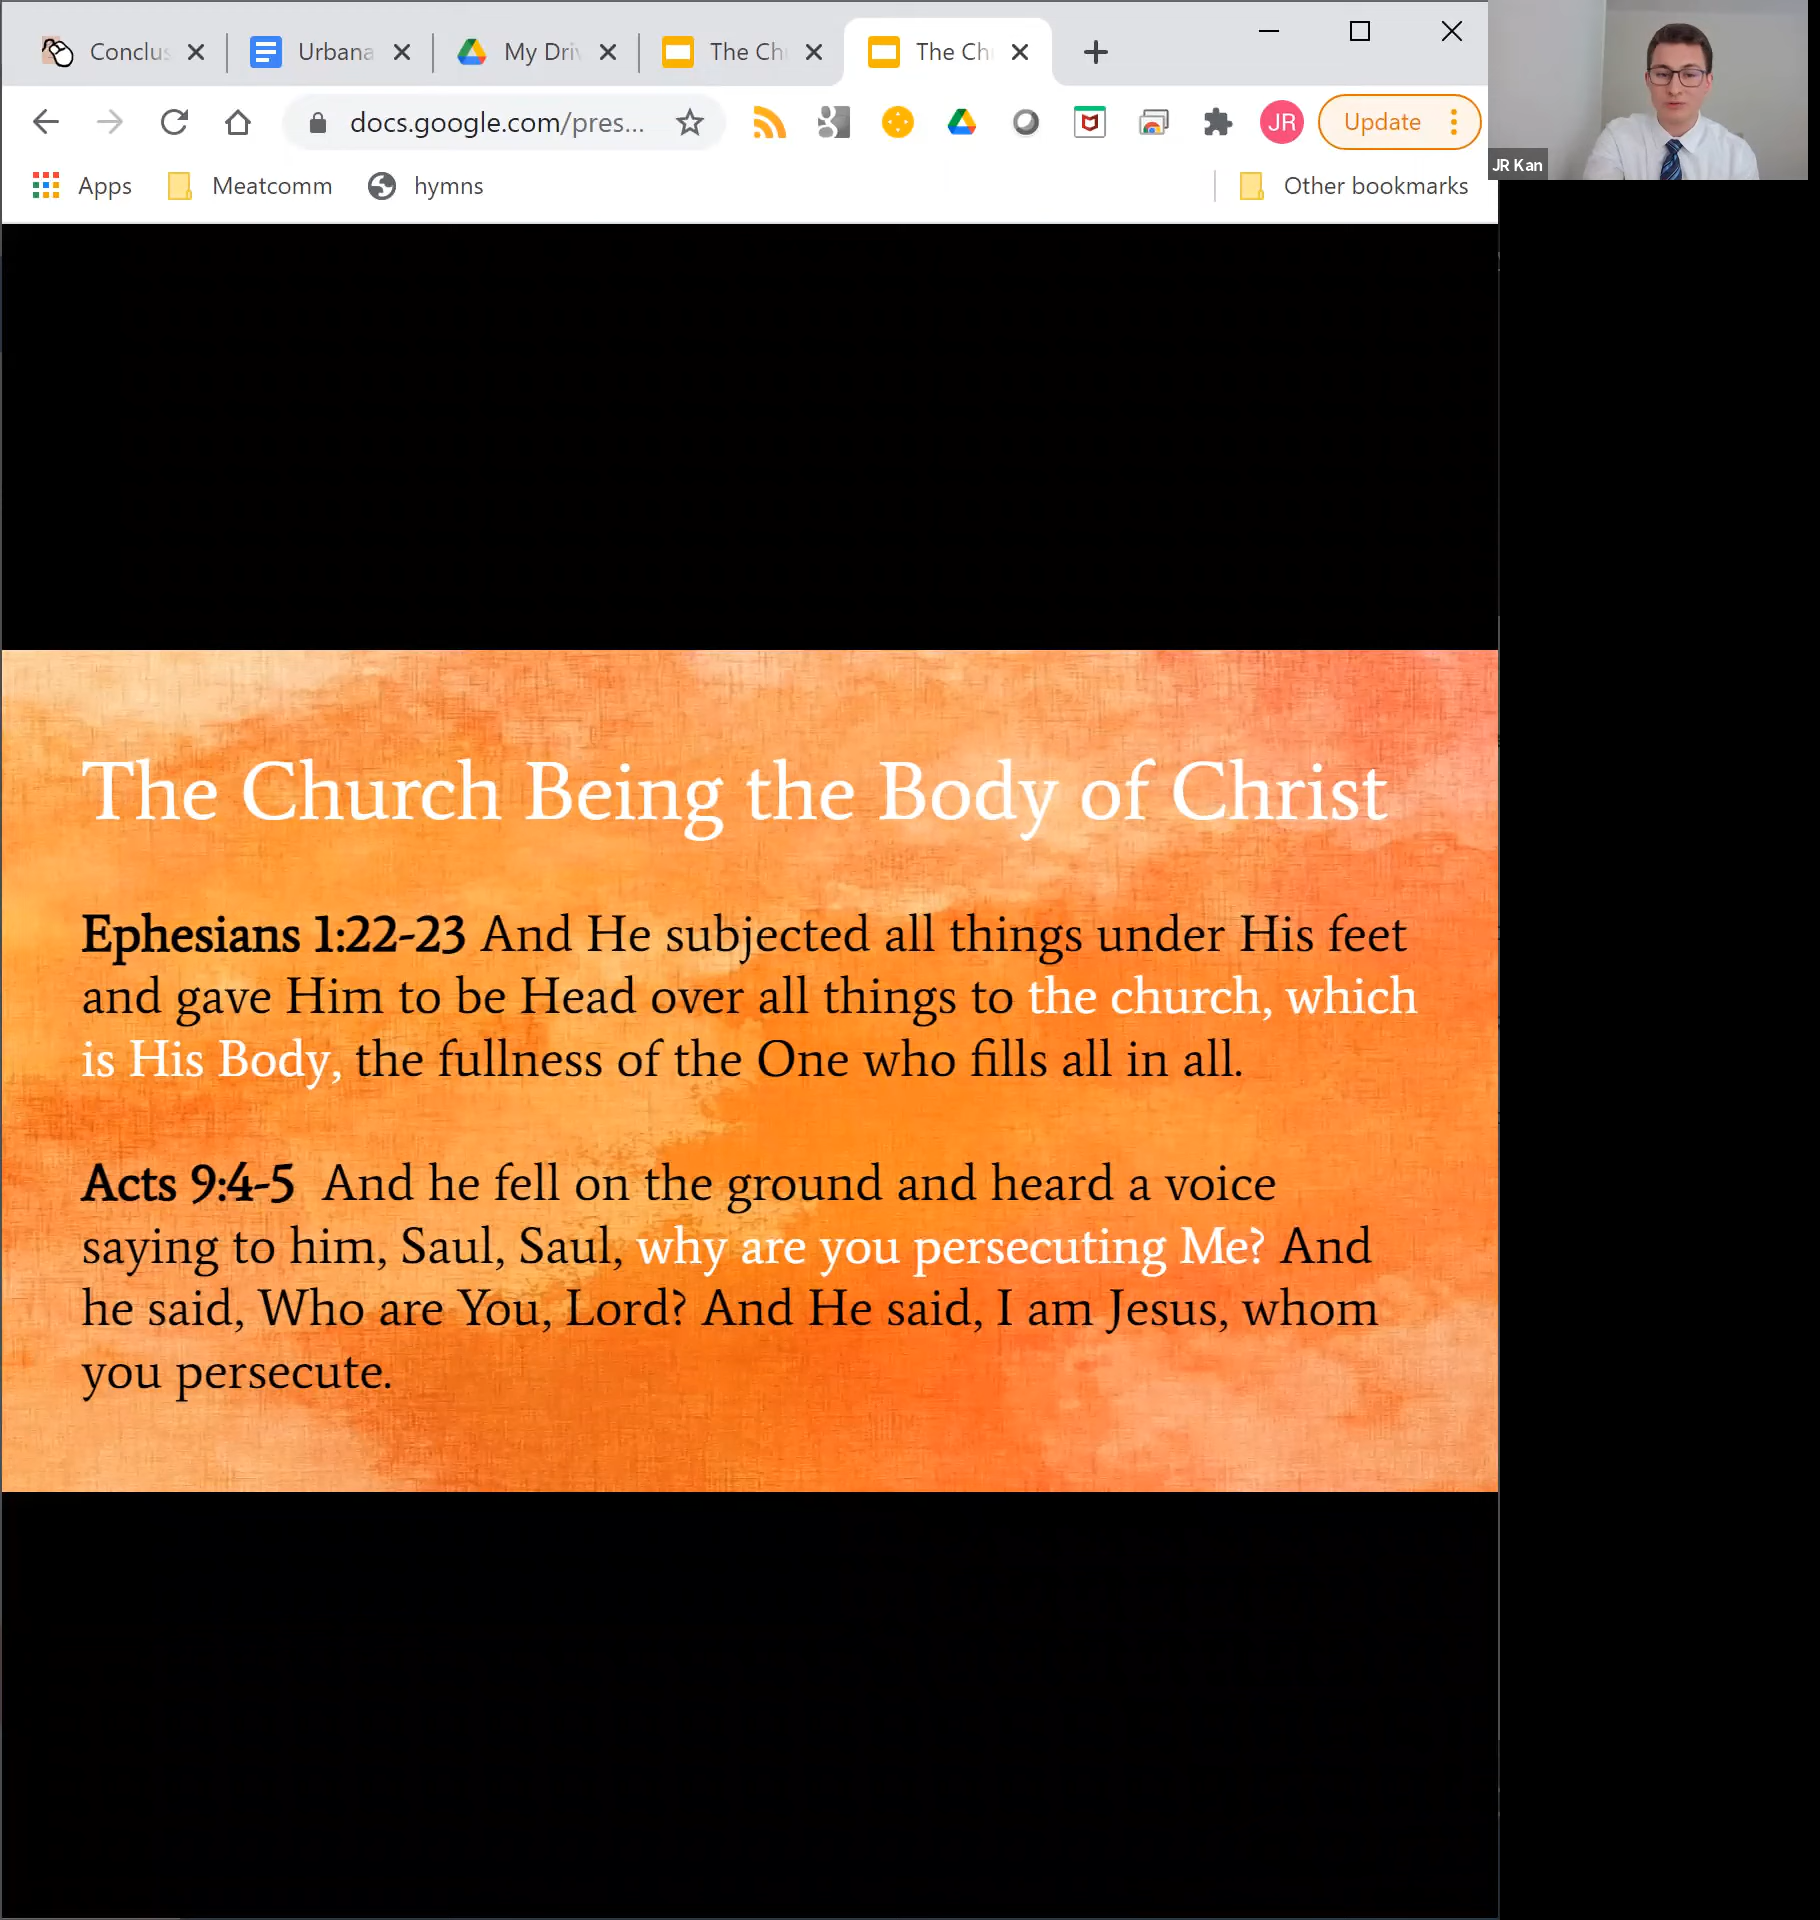 Conclus
Urbana
My Driv
The Ch
The Ch
docs.google.com/pres...
JR
Update
JR Kan
Apps
Meatcomm
hymns
Other bookmarks
The Church Being the Body of Christ
Ephesians 1:22-23 And He subjected all things under His feet
and gave Him to be Head over all things to the church, which
is His Body, the fullness of the One who fills all in all.
Acts 9:4-5 And he fell on the ground and heard a voice
saying to him, Saul, Saul, why are you persecuting Me? And
he said, Who are You, Lord? And He said, I am Jesus, whom
you persecute.